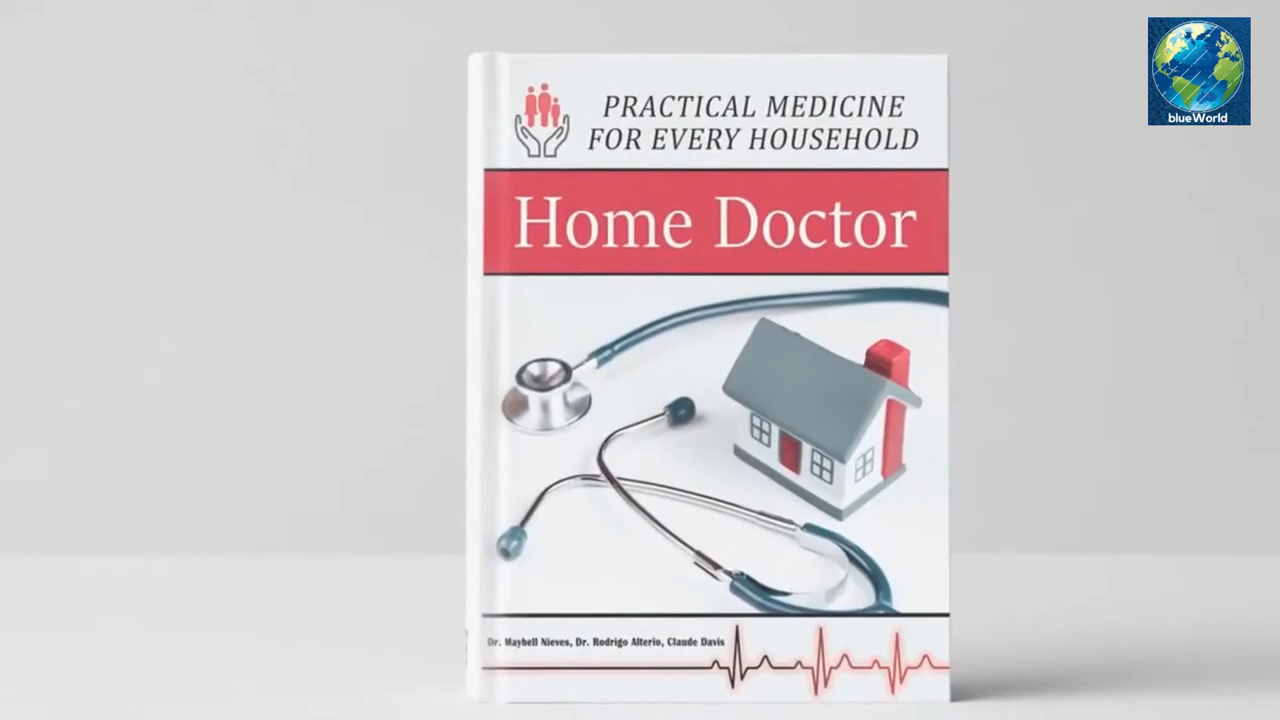 blueWorld
PRACTICAL MEDICINE
FOR EVERY HOUSEHOLD
Home Doctor
Dr. Maybell Nieves, Dr. Rodrigo Alterio, Claude Davis